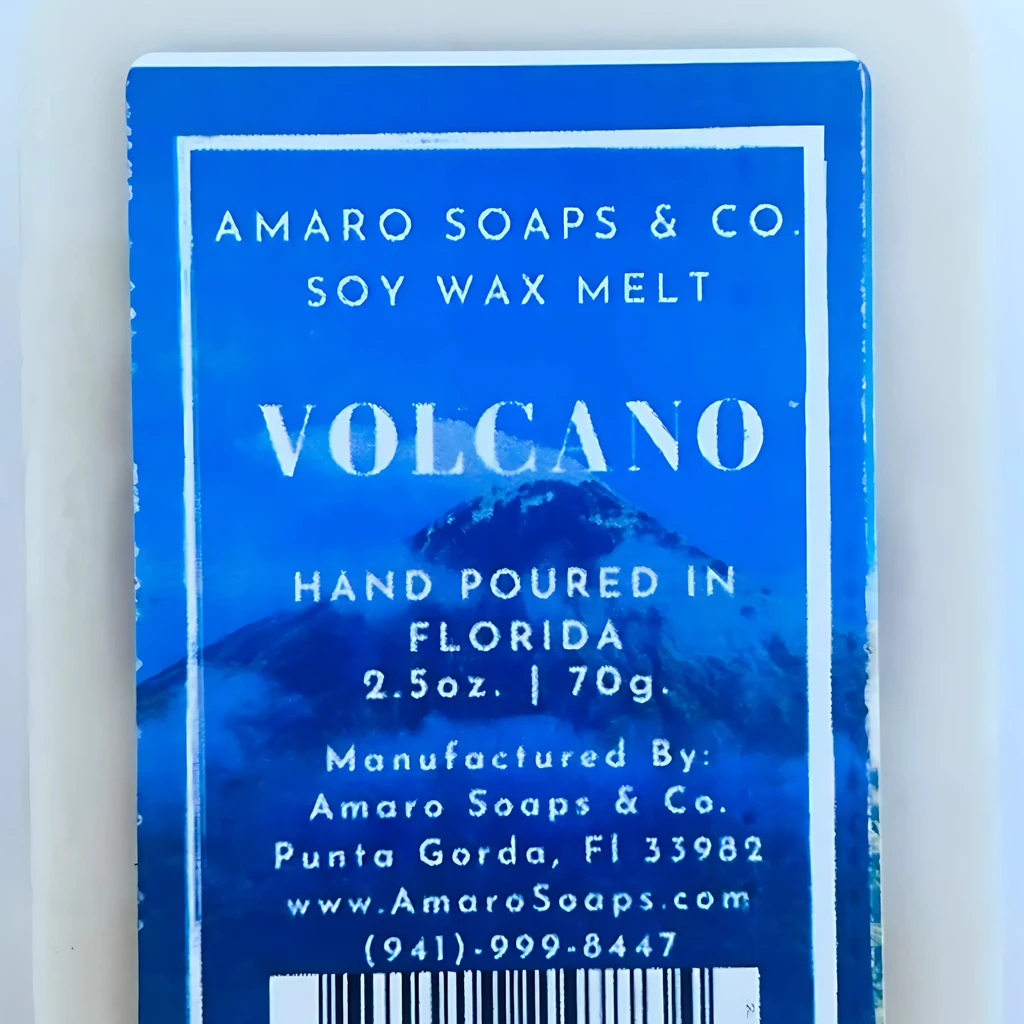 AMARO SOAPS & CO.
SOY WAX MELT
VOLCANO
HAND POURED IN
FLORIDA
2.5oz. | 70g.
Manufactured By:
Amaro Soaps & Co.
Punta Gorda, Fl 33982
www.AmaroSoaps.com
(941)-999-8447